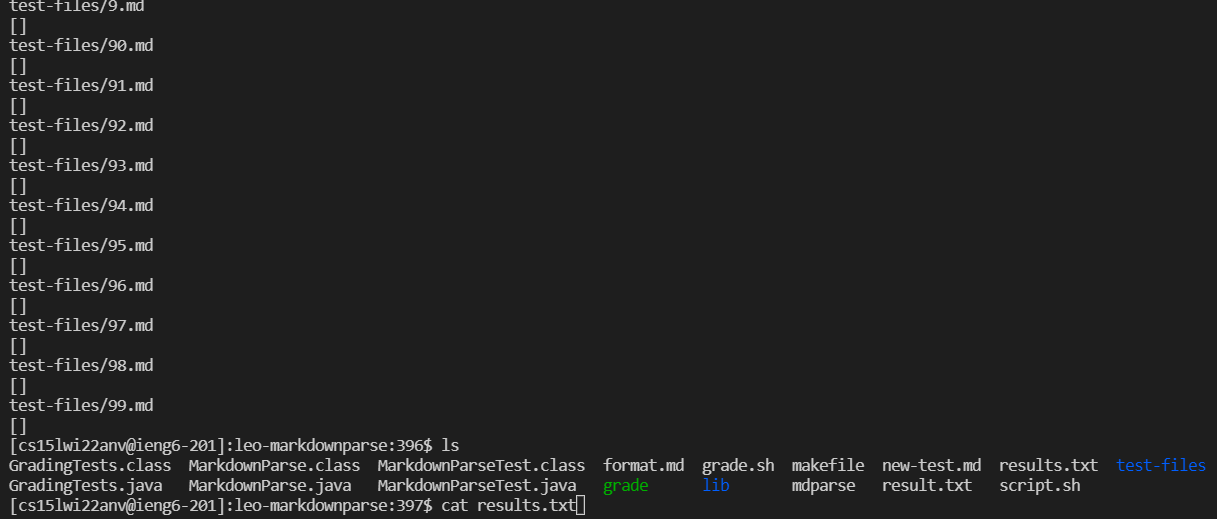 test-files/9.md
[]
test-files/90.md
[]
test-files/91.md
[]
test-files/92.md
[]
test-files/93.md
[]
test-files/94.md
[]
test-files/95.md
[]
test-files/96.md
[]
test-files/97.md
[]
test-files/98.md
[]
test-files/99.md
[]
[cs15lwi22anv@ieng6-201]:leo-markdownparse:396$ ls
GradingTests.class  MarkdownParse.class  MarkdownParseTest.class  format.md  grade.sh  makefile  new-test.md  results.txt  test-files
GradingTests.java  MarkdownParse.java  MarkdownParseTest.java  grade  lib  mdparse  result.txt  script.sh
[cs15lwi22anv@ieng6-201]:leo-markdownparse:397$ cat results.txt